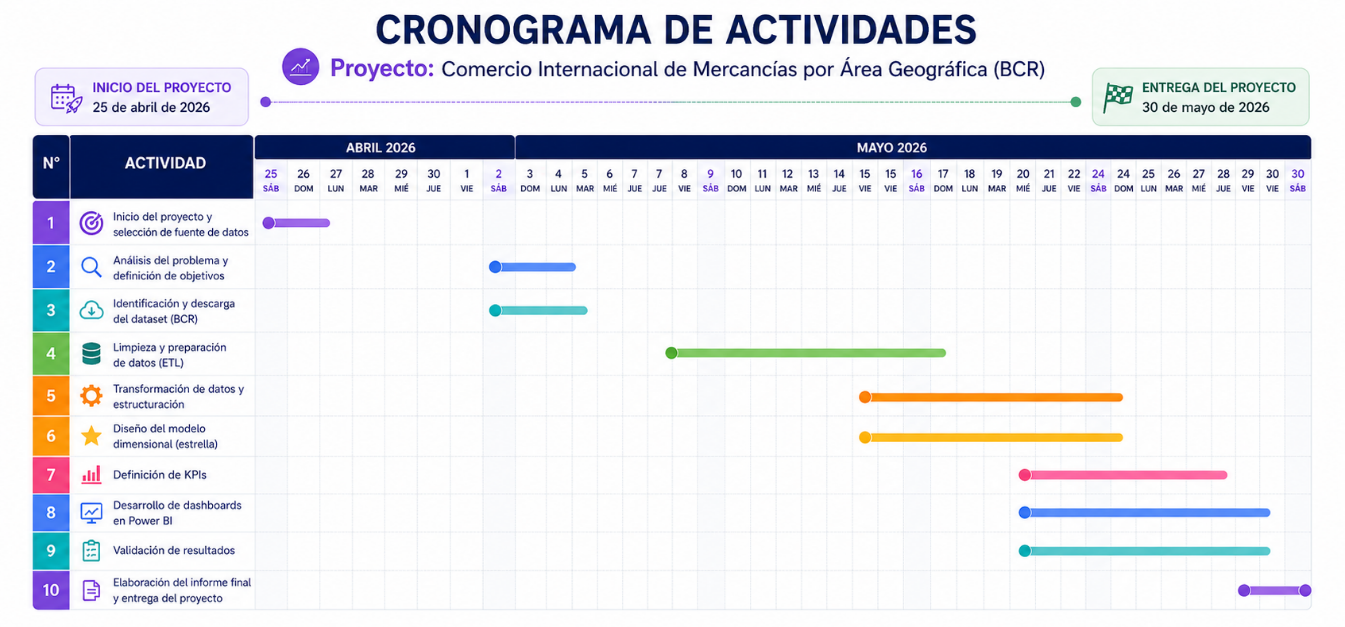 CRONOGRAMA DE ACTIVIDADES
Proyecto: Comercio Internacional de Mercancías por Área Geográfica (BCR)
INICIO DEL PROYECTO
25 de abril de 2026
ENTREGA DEL PROYECTO
30 de mayo de 2026
N° ACTIVIDAD ABRIL 2026 MAYO 2026
25 26 27 28 29 30 1 2 3 4 5 6 7 7 8 9 10 11 12 13 14 15 15 16 17 18 19 20 21 22 24 24 25 26 27 28 29 30 30
SÁB DOM LUN MAR MIÉ JUE VIE SÁB DOM LUN MAR MIÉ JUE JUE VIE SÁB DOM LUN MAR MIÉ JUE VIE VIE SÁB DOM LUN MAR MIÉ JUE VIE SÁB DOM LUN MAR MIÉ JUE VIE VIE SÁB
1 Inicio del proyecto y
selección de fuente de datos
2 Análisis del problema y
definición de objetivos
3 Identificación y descarga
del dataset (BCR)
4 Limpieza y preparación
de datos (ETL)
5 Transformación de datos y
estructuración
6 Diseño del modelo
dimensional (estrella)
7 Definición de KPIs
8 Desarrollo de dashboards
en Power BI
9 Validación de resultados
10 Elaboración del informe final
y entrega del proyecto